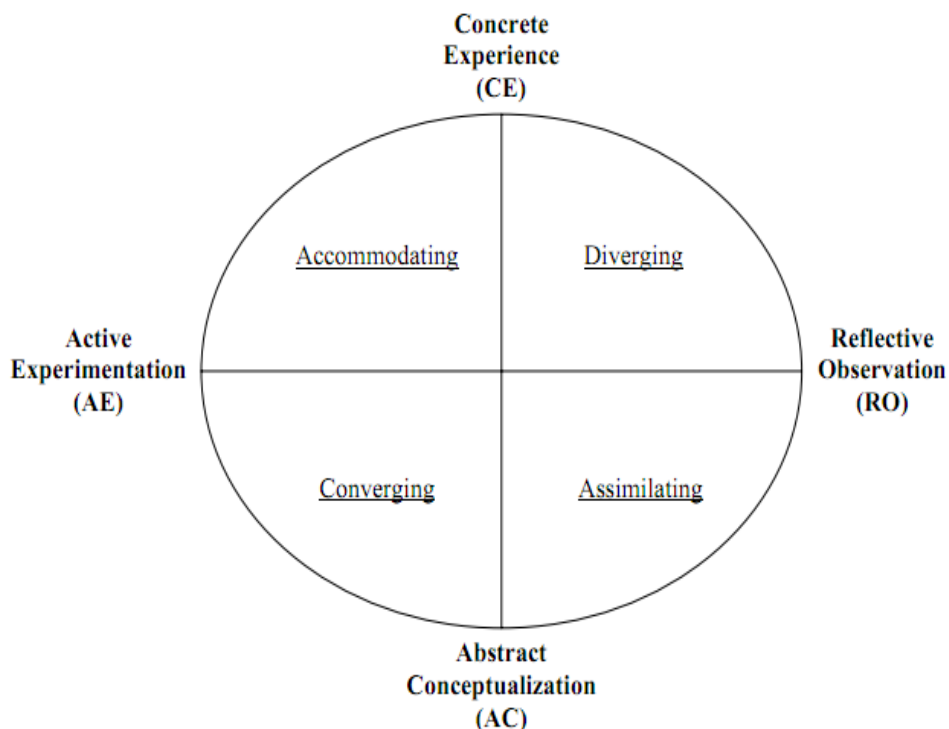 Concrete
Experience
(CE)
Accommodating
Diverging
Active
Experimentation
(AE)
Reflective
Observation
(RO)
Converging
Assimilating
Abstract
Conceptualization
(AC)